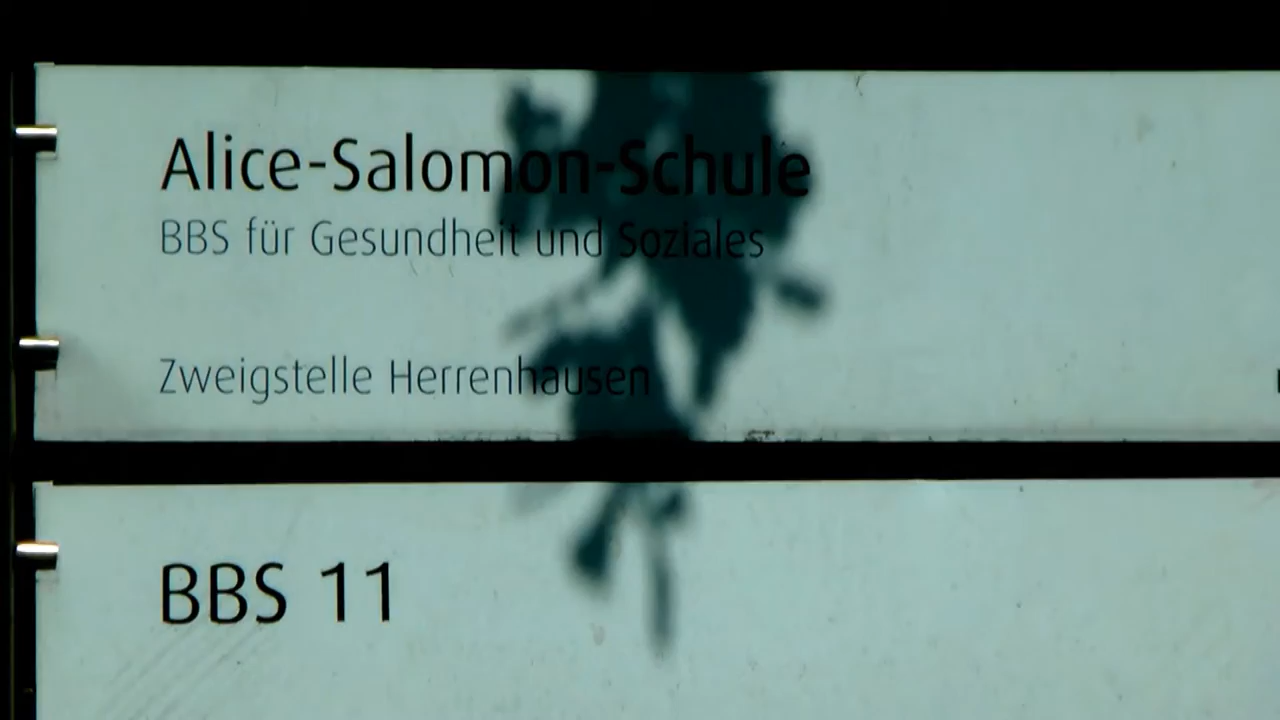 Alice-Salomon-Schule
BBS für Gesundheit und Soziales
Zweigstelle Herrenhausen
BBS 11